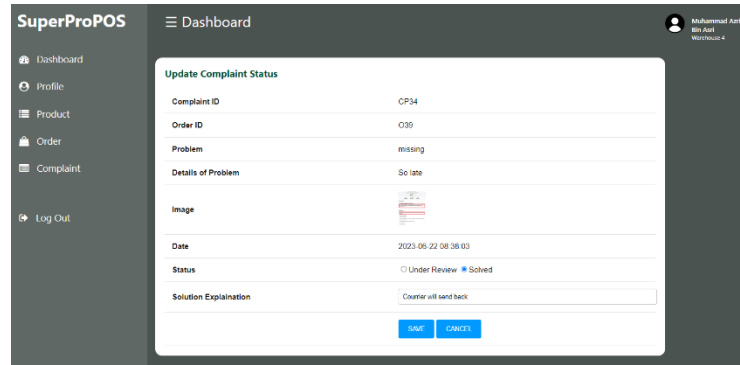 SuperProPOS
☰ Dashboard
Muhammad Azri
Bin Asri
Warehouse 4
Dashboard
Profile
Product
Order
Complaint
Log Out
Update Complaint Status
Complaint ID CP34
Order ID O39
Problem missing
Details of Problem So late
Image
Date 2023-06-22 08:36:03
Status Under Review Solved
Solution Explaination Courrier will send back
SAVE CANCEL